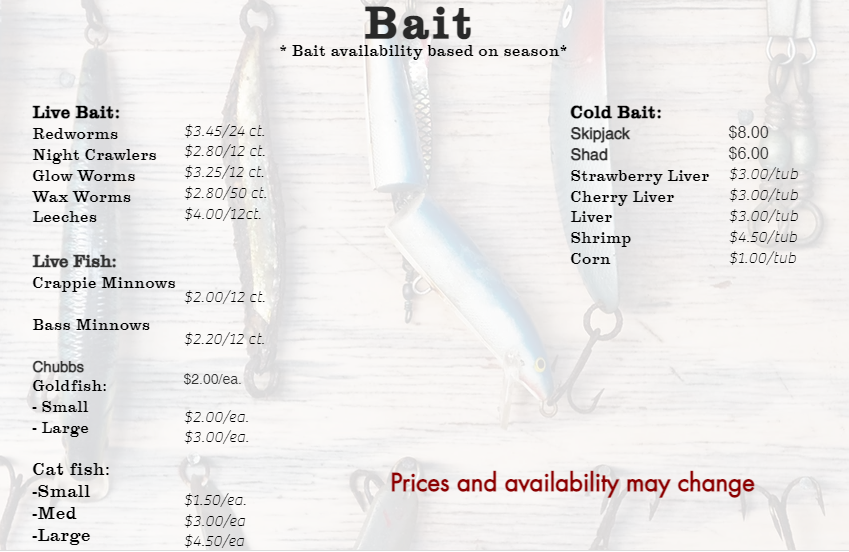 Bait
* Bait availability based on season*
Live Bait:
Redworms $3.45/24 ct.
Night Crawlers $2.80/12 ct.
Glow Worms $3.25/12 ct.
Wax Worms $2.80/50 ct.
Leeches $4.00/12ct.
Live Fish:
Crappie Minnows
$2.00/12 ct.
Bass Minnows
$2.20/12 ct.
Chubbs
$2.00/ea.
Goldfish:
- Small $2.00/ea.
- Large $3.00/ea.
Cat fish:
-Small $1.50/ea.
-Med $3.00/ea
-Large $4.50/ea
Cold Bait:
Skipjack $8.00
Shad $6.00
Strawberry Liver $3.00/tub
Cherry Liver $3.00/tub
Liver $3.00/tub
Shrimp $4.50/tub
Corn $1.00/tub
Prices and availability may change